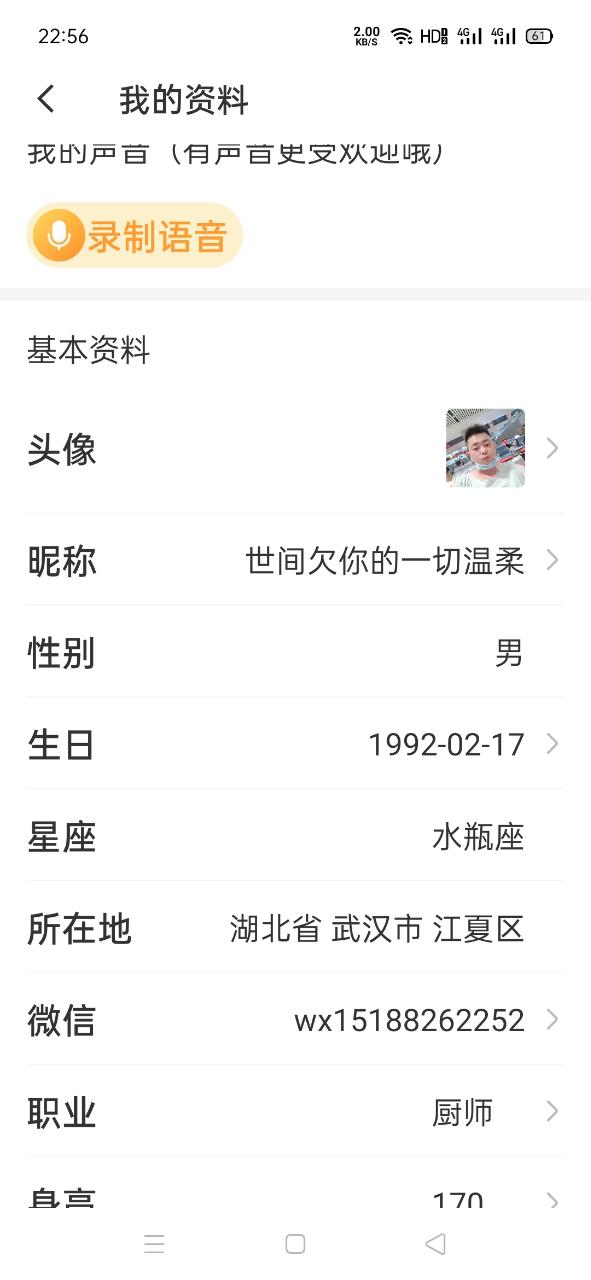 22:56 2.00 KB/S HD 4G 4G 61
我的资料
我的声音（有声音更受欢迎哦）
录制语音
基本资料
头像
昵称 世间欠你的一切温柔
性别 男
生日 1992-02-17
星座 水瓶座
所在地 湖北省 武汉市 江夏区
微信 wx15188262252
职业 厨师
身高 170